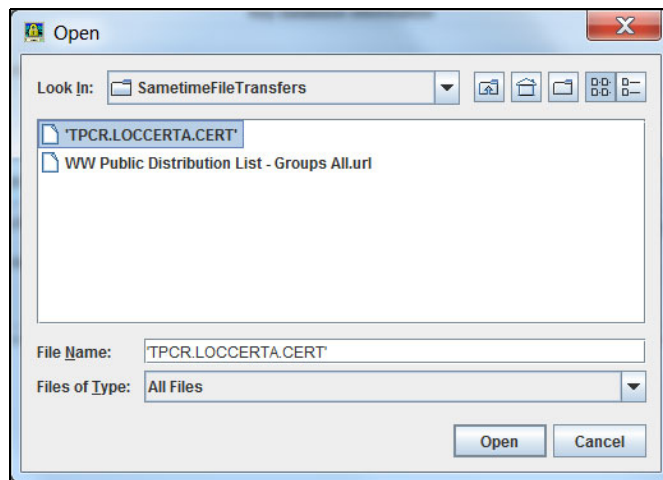 Open
Look In: SametimeFileTransfers
'TPCR.LOCCERTA.CERT'
WW Public Distribution List - Groups All.url
File Name: 'TPCR.LOCCERTA.CERT'
Files of Type: All Files
Open Cancel